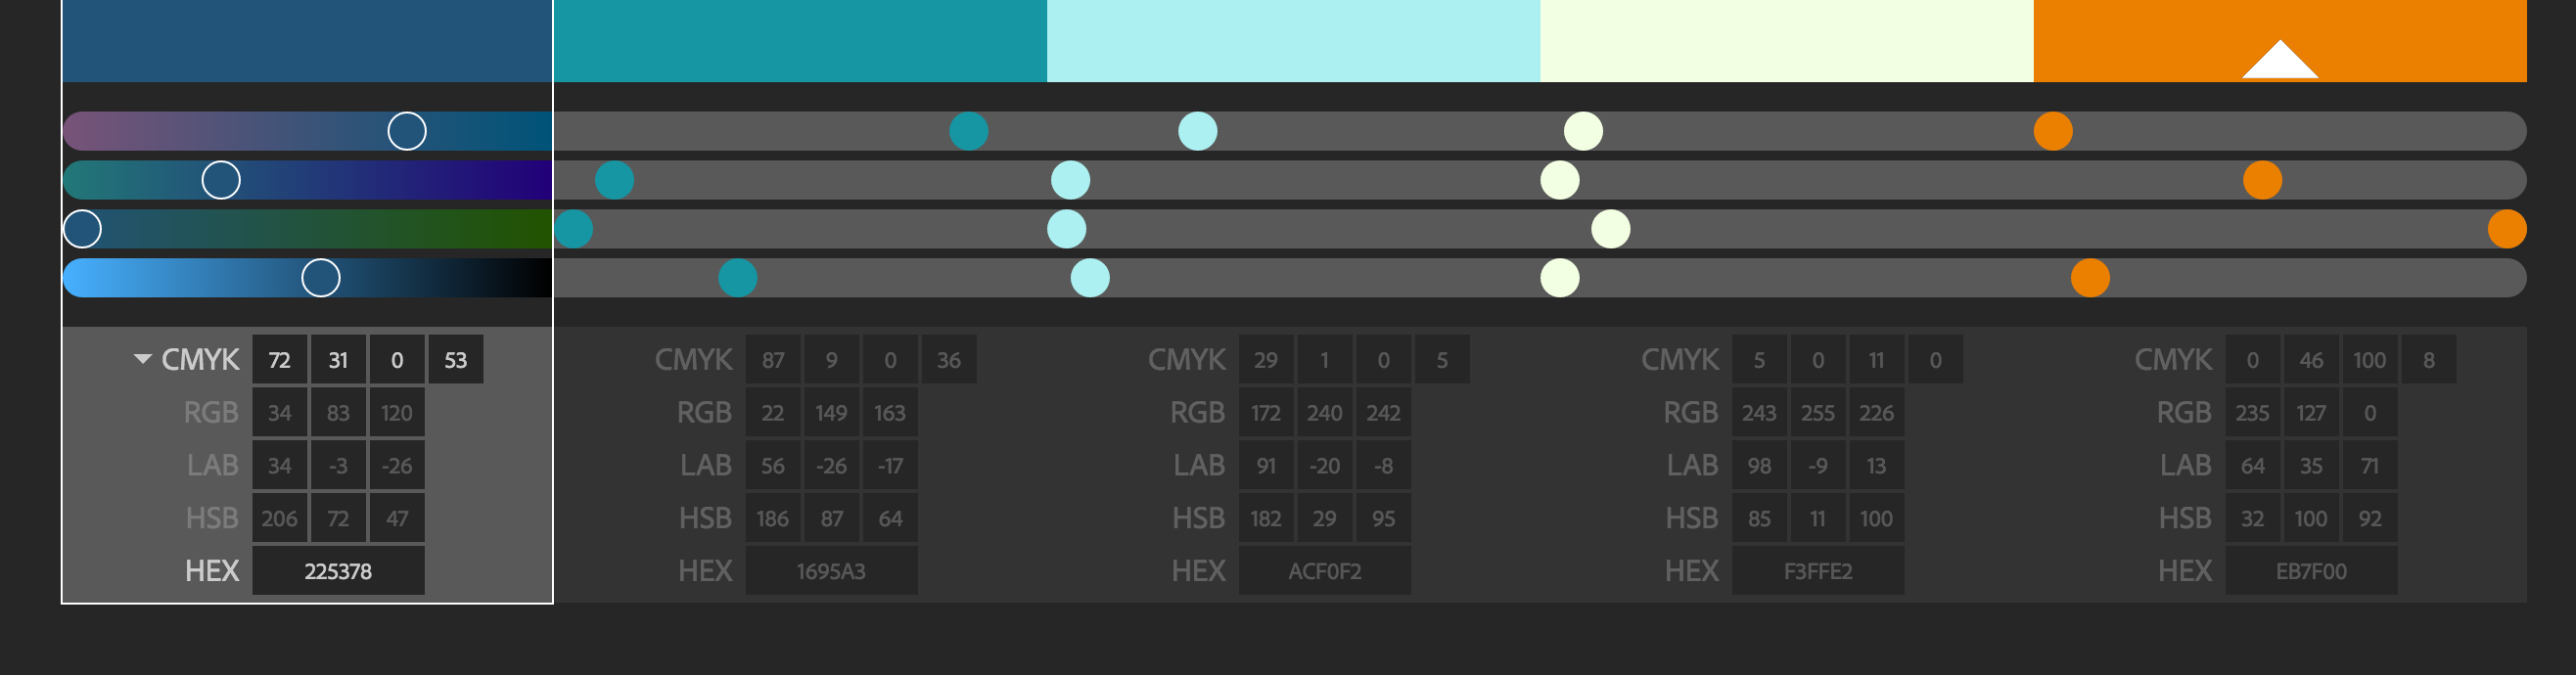 CMYK 72 31 0 53 CMYK 87 9 0 36 CMYK 29 1 0 5 CMYK 5 0 11 0 CMYK 0 46 100 8
RGB 34 83 120 RGB 22 149 163 RGB 172 240 242 RGB 243 255 226 RGB 235 127 0
LAB 34 -3 -26 LAB 56 -26 -17 LAB 91 -20 -8 LAB 98 -9 13 LAB 64 35 71
HSB 206 72 47 HSB 186 87 64 HSB 182 29 95 HSB 85 11 100 HSB 32 100 92
HEX 225378 HEX 1695A3 HEX ACF0F2 HEX F3FFE2 HEX EB7F00